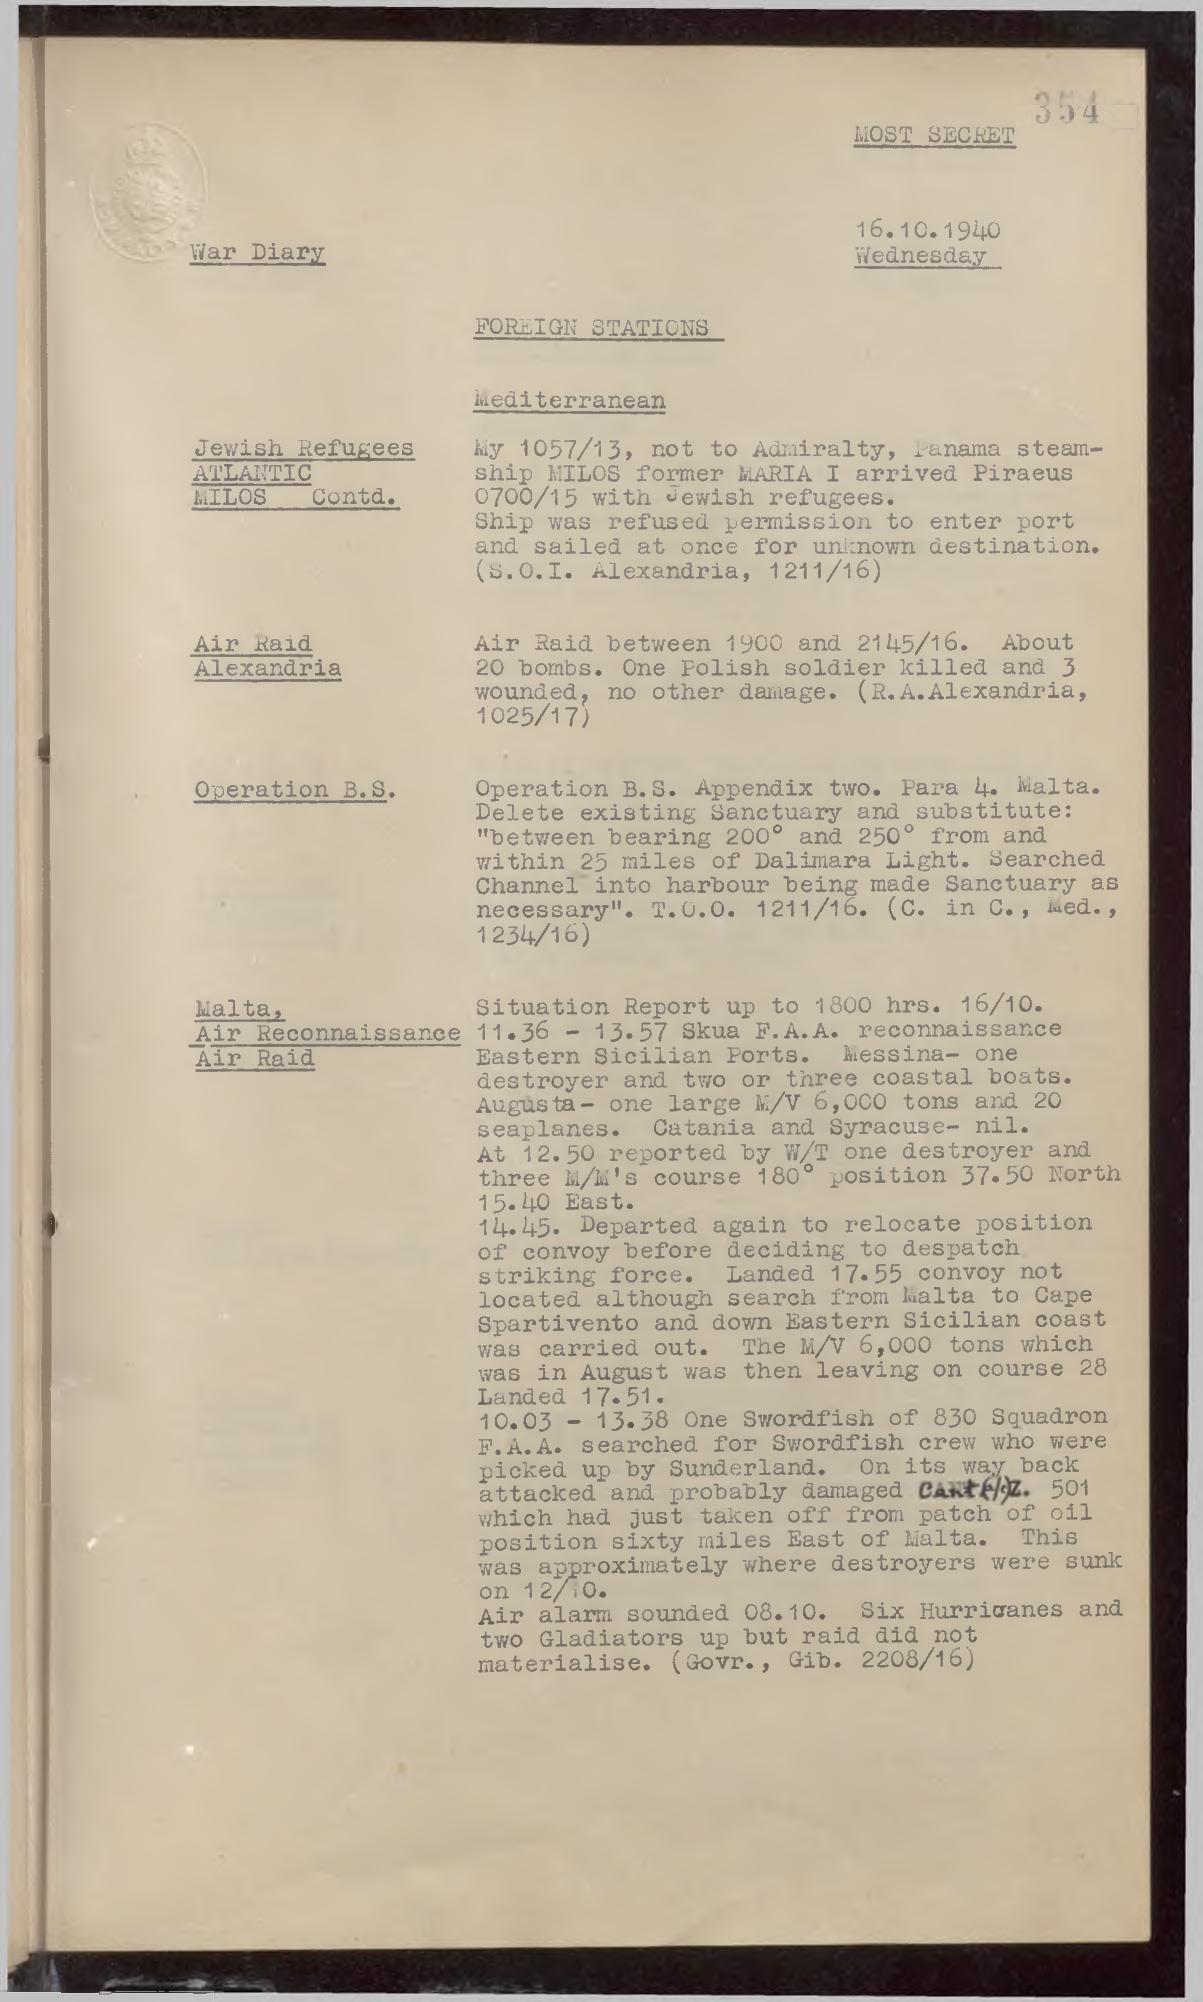 354
MOST SECRET
16.10.1940
War Diary
Wednesday
FOREIGN STATIONS
Mediterranean
Jewish Refugees
ATLANTIC
MILOS Contd.
My 1057/13, not to Admiralty, Panama steam-
ship MILOS former MARIA I arrived Piraeus
0700/15 with Jewish refugees.
Ship was refused permission to enter port
and sailed at once for unknown destination.
(S.O.I. Alexandria, 1211/16)
Air Raid
Alexandria
Air Raid between 1900 and 2145/16. About
20 bombs. One Polish soldier killed and 3
wounded, no other damage. (R.A.Alexandria,
1025/17)
Operation B.S.
Operation B.S. Appendix two. Para 4. Malta.
Delete existing Sanctuary and substitute:
"between bearing 200° and 250° from and
within 25 miles of Dalimara Light. Searched
Channel into harbour being made Sanctuary as
necessary". T.O.O. 1211/16. (C. in C., Med.,
1234/16)
Malta,
Air Reconnaissance
Air Raid
Situation Report up to 1800 hrs. 16/10.
11.36 - 13.57 Skua F.A.A. reconnaissance
Eastern Sicilian Ports. Messina- one
destroyer and two or three coastal boats.
Augusta- one large M/V 6,000 tons and 20
seaplanes. Catania and Syracuse- nil.
At 12.50 reported by W/T one destroyer and
three M/M's course 180° position 37.50 North
15.40 East.
14.45. Departed again to relocate position
of convoy before deciding to despatch
striking force. Landed 17.55 convoy not
located although search from Malta to Cape
Spartivento and down Eastern Sicilian coast
was carried out. The M/V 6,000 tons which
was in August was then leaving on course 28
Landed 17.51.
10.03 - 13.38 One Swordfish of 830 Squadron
F.A.A. searched for Swordfish crew who were
picked up by Sunderland. On its way back
attacked and probably damaged Z. 501
which had just taken off from patch of oil
position sixty miles East of Malta. This
was approximately where destroyers were sunk
on 12/10.
Air alarm sounded 08.10. Six Hurricanes and
two Gladiators up but raid did not
materialise. (Govr., Gib. 2208/16)